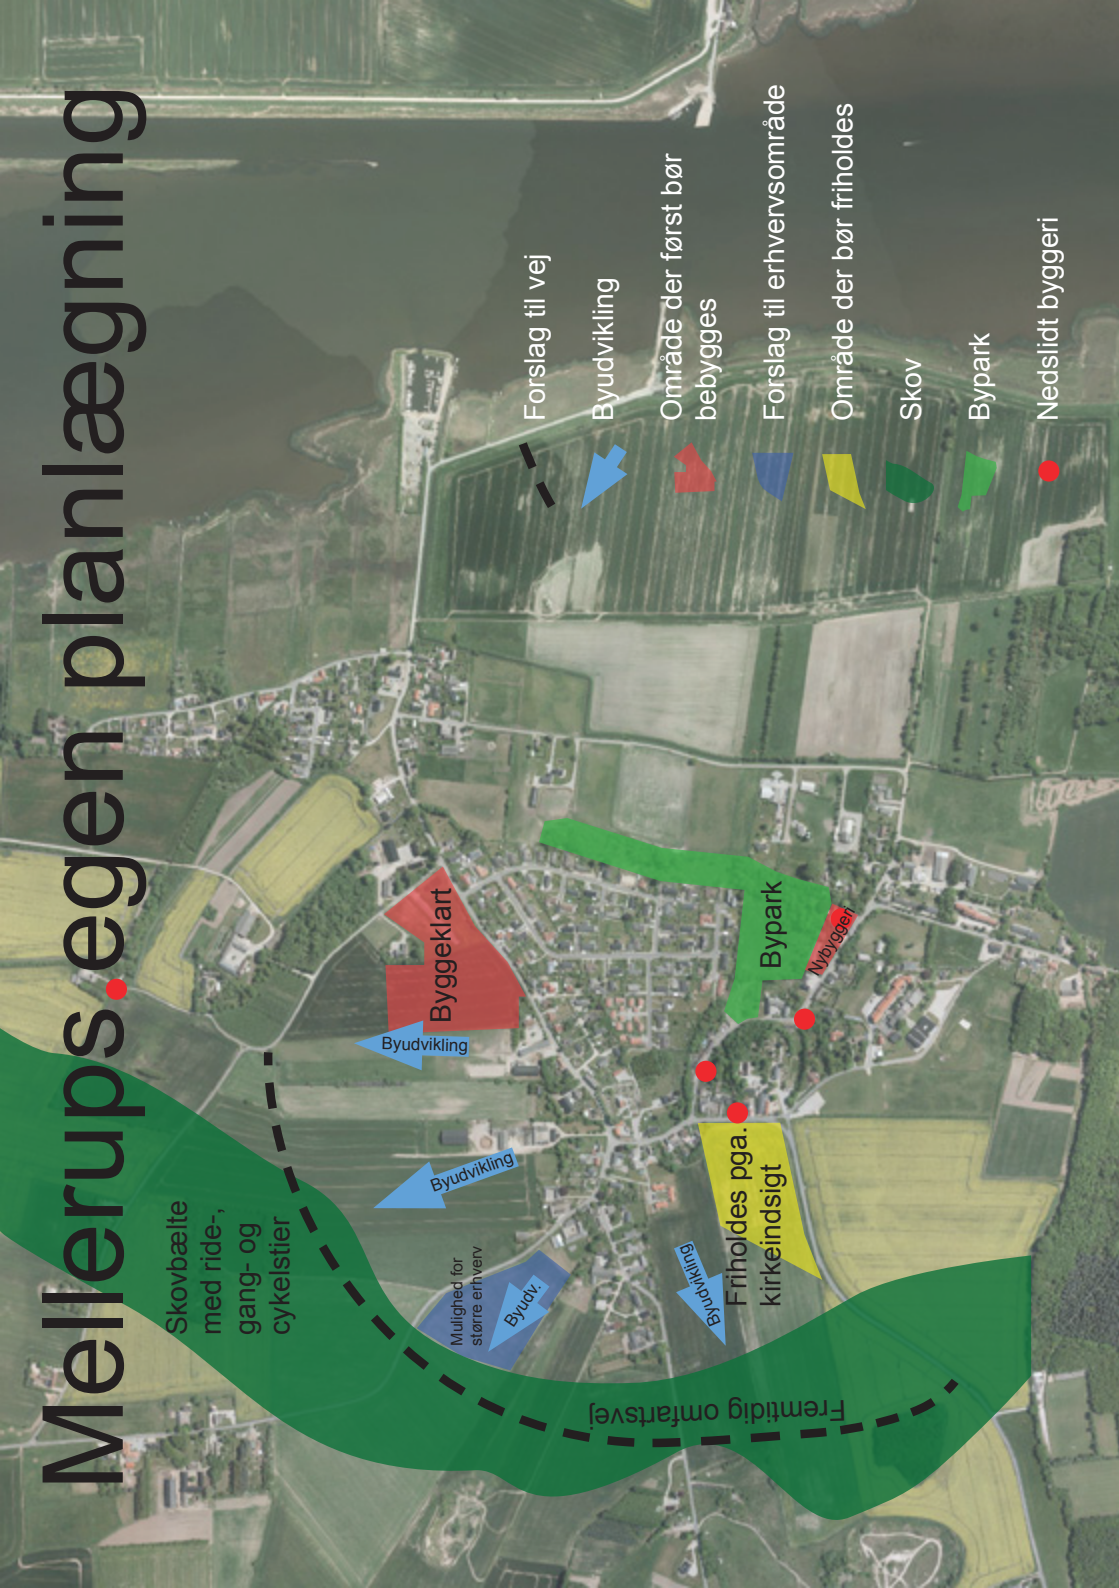 Mellerups egen planlægning
Skovbælte
med ride-,
gang- og
cykelstier
Byudvikling
Byggeklart
Byudvikling
Mulighed for
større erhverv
Byudv.
Fremtidig omfartsvej
Byudvikling
Friholdes pga.
kirkeindsigt
Bypark
Nybyggeri
Forslag til vej
Byudvikling
Område der først bør
bebygges
Forslag til erhvervsområde
Område der bør friholdes
Skov
Bypark
Nedslidt byggeri